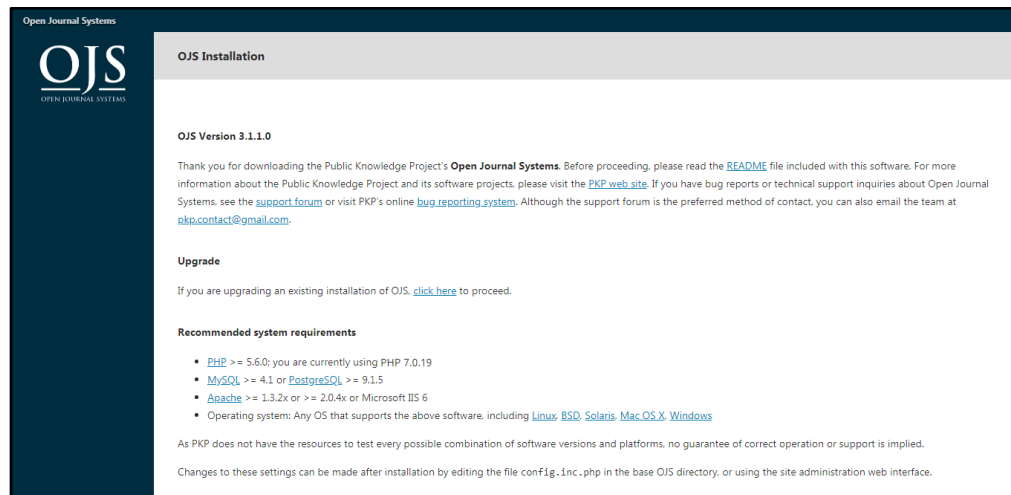 Open Journal Systems
OJS
OPEN JOURNAL SYSTEMS
OJS Installation
OJS Version 3.1.1.0
Thank you for downloading the Public Knowledge Project's Open Journal Systems. Before proceeding, please read the README file included with this software. For more
information about the Public Knowledge Project and its software projects, please visit the PKP web site. If you have bug reports or technical support inquiries about Open Journal
Systems, see the support forum or visit PKP's online bug reporting system. Although the support forum is the preferred method of contact, you can also email the team at
pkp.contact@gmail.com.
Upgrade
If you are upgrading an existing installation of OJS, click here to proceed.
Recommended system requirements
• PHP >= 5.6.0; you are currently using PHP 7.0.19
• MySQL >= 4.1 or PostgreSQL >= 9.1.5
• Apache >= 1.3.2x or >= 2.0.4x or Microsoft IIS 6
• Operating system: Any OS that supports the above software, including Linux, BSD, Solaris, Mac OS X, Windows
As PKP does not have the resources to test every possible combination of software versions and platforms, no guarantee of correct operation or support is implied.
Changes to these settings can be made after installation by editing the file config.inc.php in the base OJS directory, or using the site administration web interface.